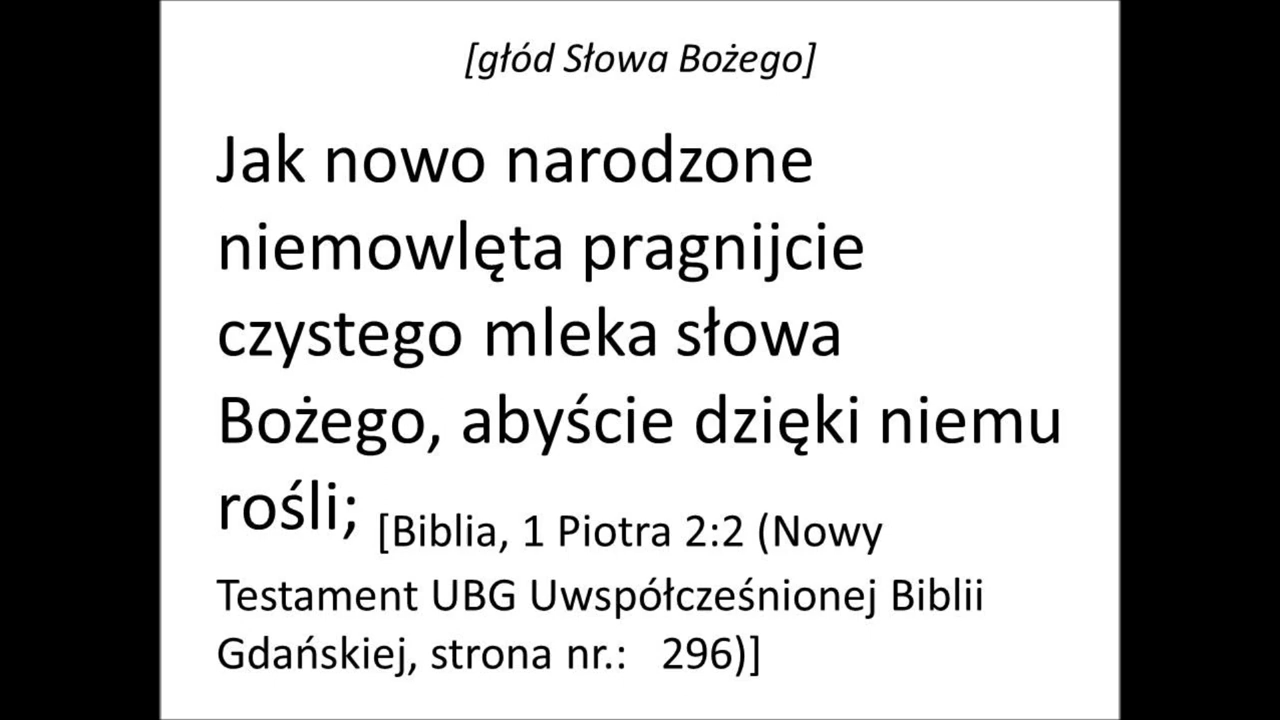 [głód Słowa Bożego]
Jak nowo narodzone
niemowlęta pragnijcie
czystego mleka słowa
Bożego, abyście dzięki niemu
rośli; [Biblia, 1 Piotra 2:2 (Nowy
Testament UBG Uwspółcześnionej Biblii
Gdańskiej, strona nr.:   296)]